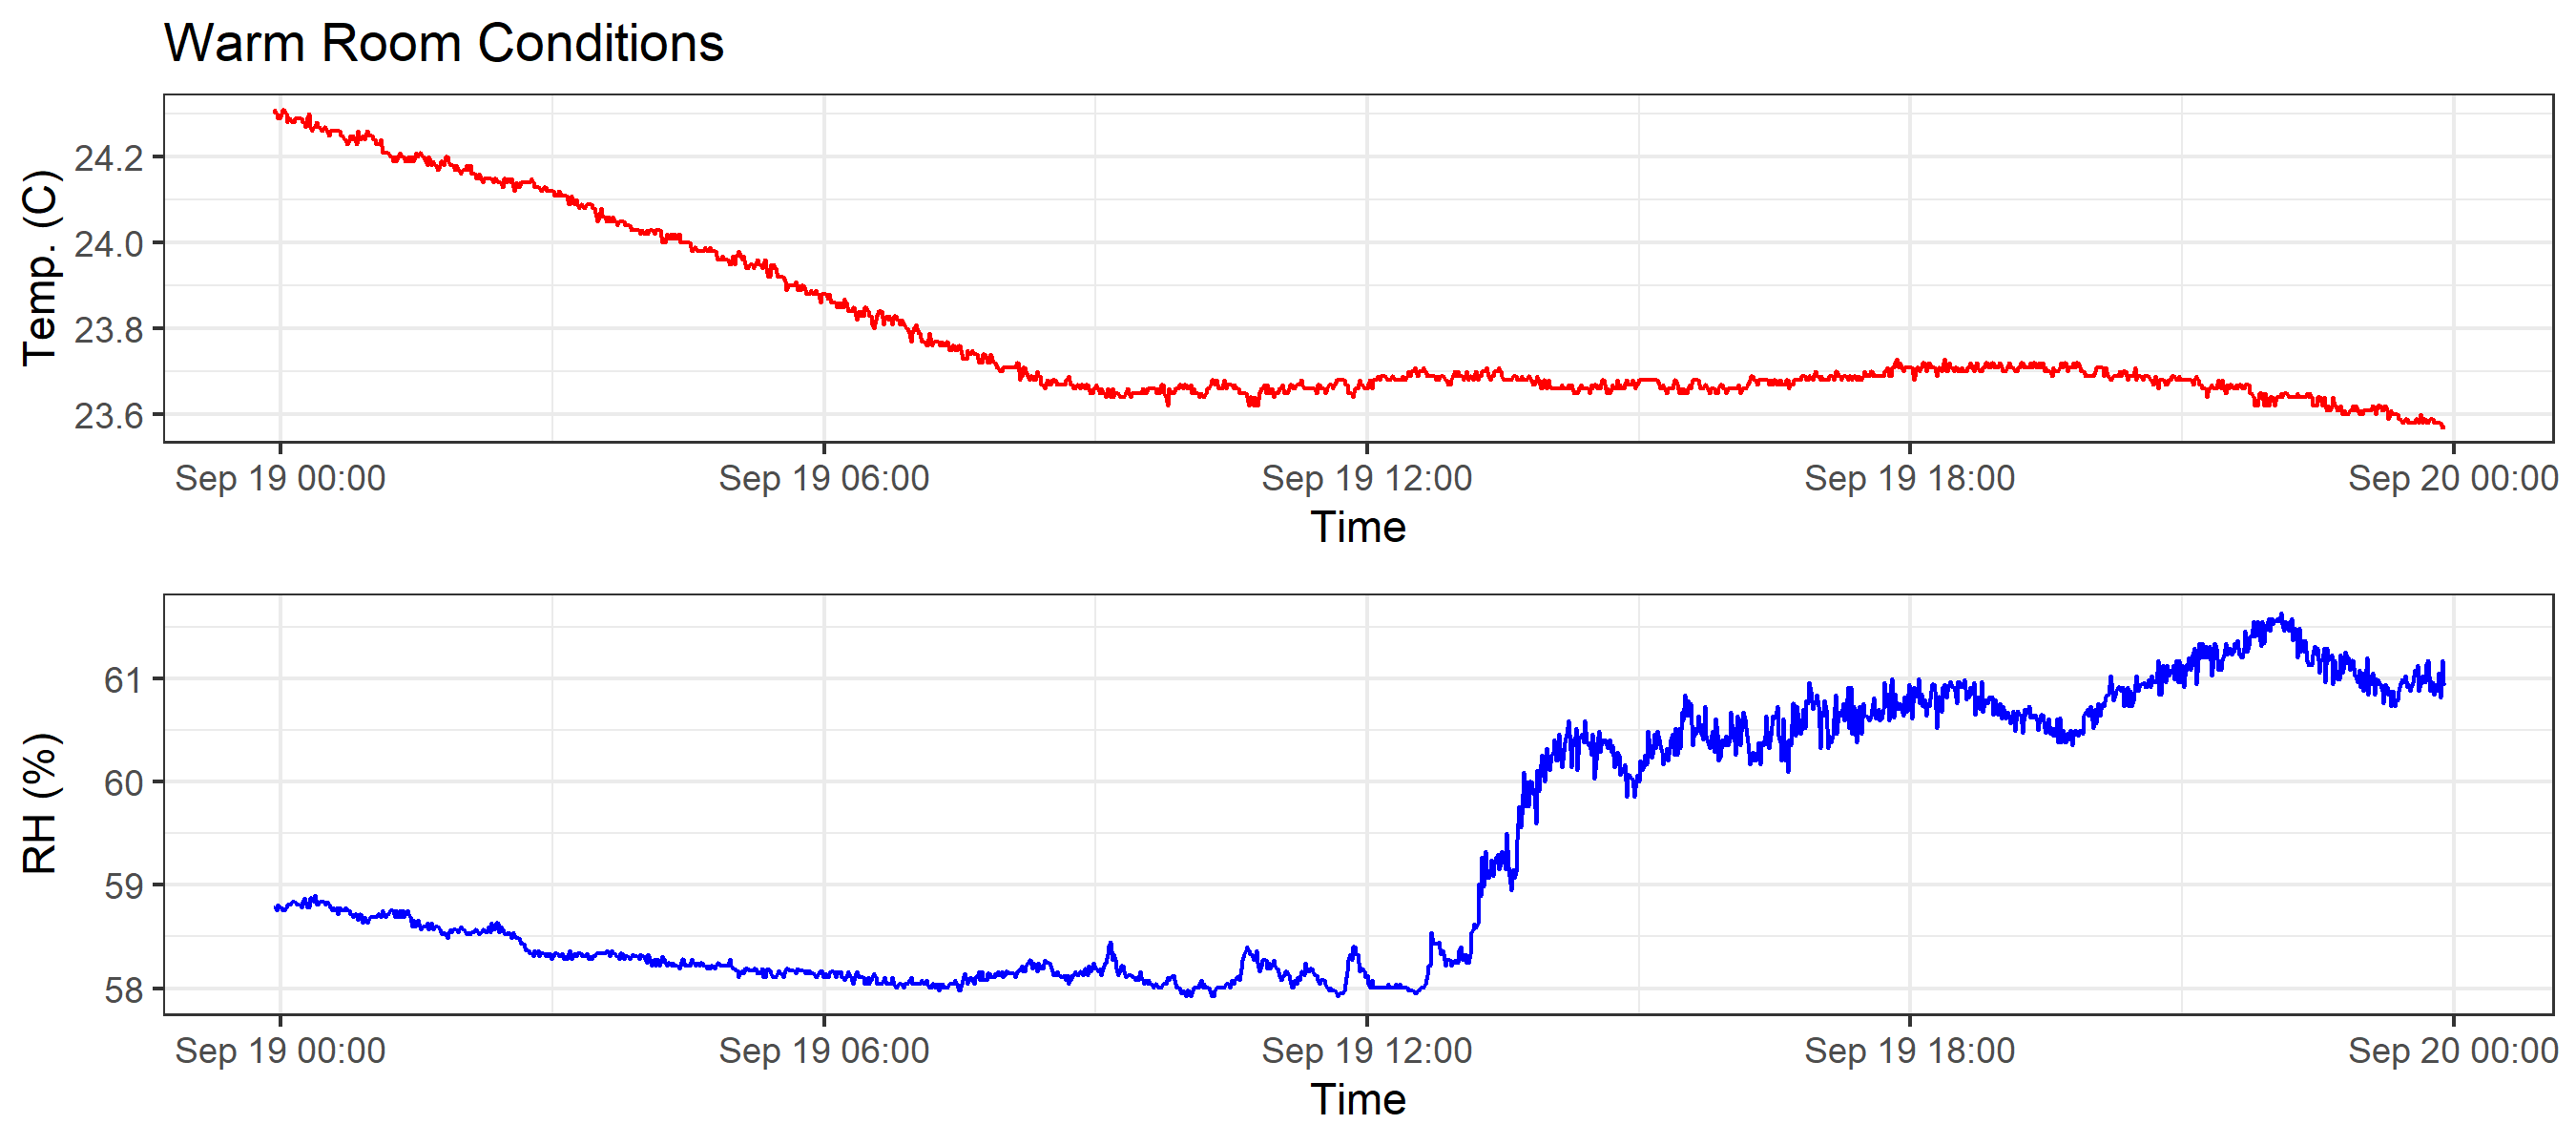 Warm Room Conditions
Temp. (C)
24.2
24.0
23.8
23.6
Sep 19 00:00 Sep 19 06:00 Sep 19 12:00 Sep 19 18:00 Sep 20 00:00
Time
RH (%)
61
60
59
58
Sep 19 00:00 Sep 19 06:00 Sep 19 12:00 Sep 19 18:00 Sep 20 00:00
Time